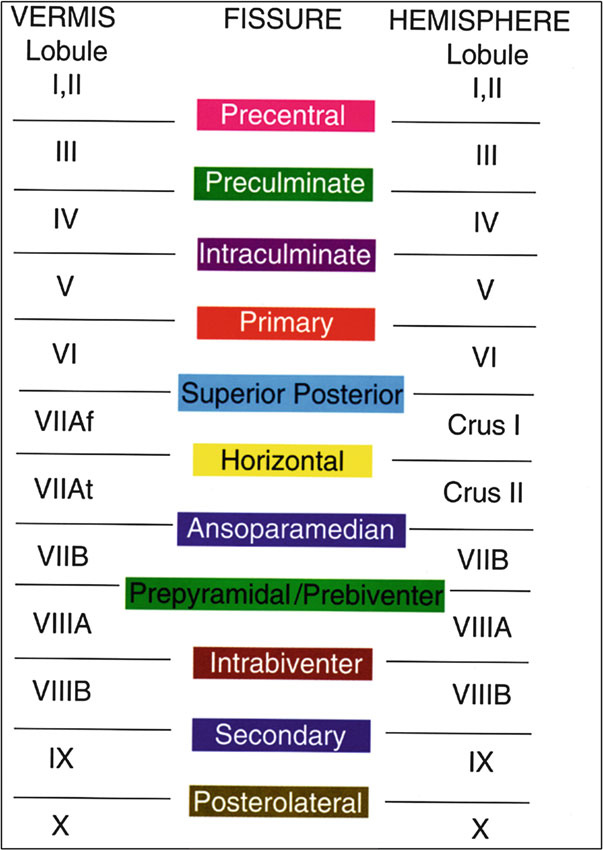 VERMIS FISSURE HEMISPHERE
Lobule Lobule
I,II I,II
Precentral
III III
Preculminate
IV IV
Intraculminate
V V
Primary
VI VI
Superior Posterior
VIIAf Crus I
Horizontal
VIIAt Crus II
Ansoparamedian
VIIB VIIB
Prepyramidal/Prebiventer
VIIIA VIIIA
Intrabiventer
VIIIB VIIIB
Secondary
IX IX
Posterolateral
X X